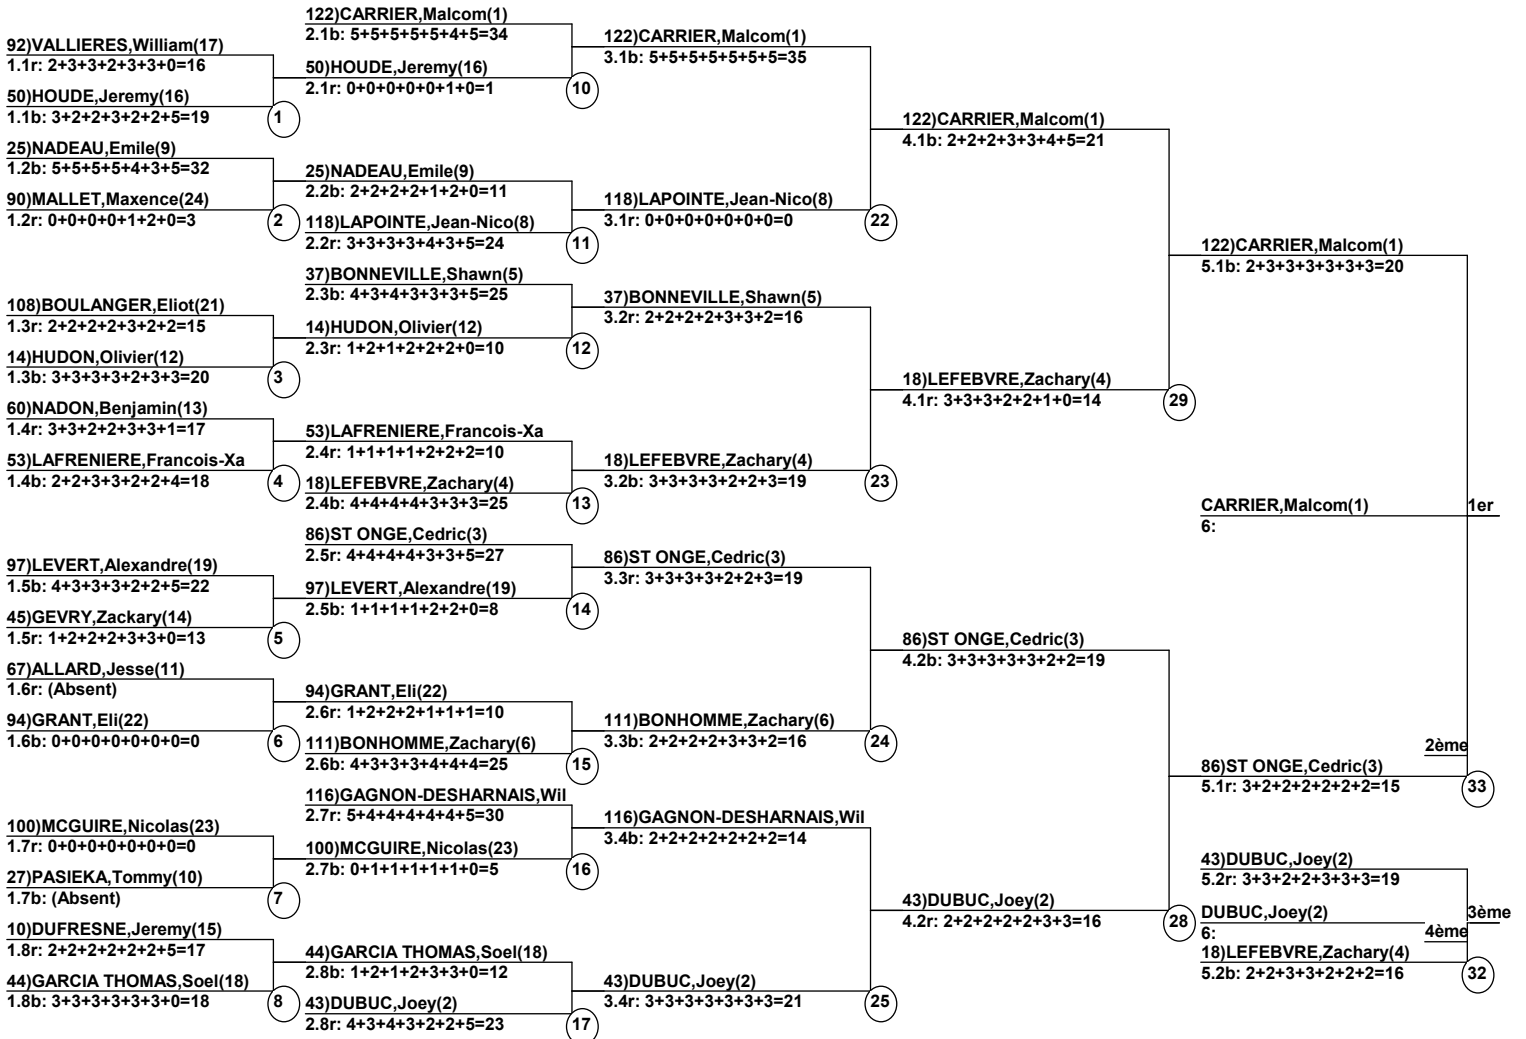 92)VALLIERES,William(17)
1.1r: 2+3+3+2+3+3+0=16
50)HOUDE,Jeremy(16)
1.1b: 3+2+2+3+2+2+5=19
1
25)NADEAU,Emile(9)
1.2b: 5+5+5+5+4+3+5=32
90)MALLET,Maxence(24)
1.2r: 0+0+0+0+1+2+0=3
2
108)BOULANGER,Eliot(21)
1.3r: 2+2+2+2+3+2+2=15
14)HUDON,Olivier(12)
1.3b: 3+3+3+3+2+3+3=20
3
60)NADON,Benjamin(13)
1.4r: 3+3+2+2+3+3+1=17
53)LAFRENIERE,Francois-Xa
1.4b: 2+2+3+3+2+2+4=18
4
97)LEVERT,Alexandre(19)
1.5b: 4+3+3+3+2+2+5=22
45)GEVRY,Zackary(14)
1.5r: 1+2+2+2+3+3+0=13
5
67)ALLARD,Jesse(11)
1.6r: (Absent)
94)GRANT,Eli(22)
1.6b: 0+0+0+0+0+0+0=0
6
100)MCGUIRE,Nicolas(23)
1.7r: 0+0+0+0+0+0+0=0
27)PASIEKA,Tommy(10)
1.7b: (Absent)
7
10)DUFRESNE,Jeremy(15)
1.8r: 2+2+2+2+2+2+5=17
44)GARCIA THOMAS,Soel(18)
1.8b: 3+3+3+3+3+3+0=18
8
122)CARRIER,Malcom(1)
2.1b: 5+5+5+5+5+4+5=34
50)HOUDE,Jeremy(16)
2.1r: 0+0+0+0+0+1+0=1
10
25)NADEAU,Emile(9)
2.2b: 2+2+2+2+1+2+0=11
118)LAPOINTE,Jean-Nico(8)
2.2r: 3+3+3+3+4+3+5=24
11
37)BONNEVILLE,Shawn(5)
2.3b: 4+3+4+3+3+3+5=25
14)HUDON,Olivier(12)
2.3r: 1+2+1+2+2+2+0=10
12
53)LAFRENIERE,Francois-Xa
2.4r: 1+1+1+1+2+2+2=10
18)LEFEBVRE,Zachary(4)
2.4b: 4+4+4+4+3+3+3=25
13
86)ST ONGE,Cedric(3)
2.5r: 4+4+4+4+3+3+5=27
97)LEVERT,Alexandre(19)
2.5b: 1+1+1+1+2+2+0=8
14
94)GRANT,Eli(22)
2.6r: 1+2+2+2+1+1+1=10
111)BONHOMME,Zachary(6)
2.6b: 4+3+3+3+4+4+4=25
15
116)GAGNON-DESHARNAIS,Wil
2.7r: 5+4+4+4+4+4+5=30
100)MCGUIRE,Nicolas(23)
2.7b: 0+1+1+1+1+1+0=5
16
44)GARCIA THOMAS,Soel(18)
2.8b: 1+2+1+2+3+3+0=12
43)DUBUC,Joey(2)
2.8r: 4+3+4+3+2+2+5=23
17
122)CARRIER,Malcom(1)
3.1b: 5+5+5+5+5+5+5=35
118)LAPOINTE,Jean-Nico(8)
3.1r: 0+0+0+0+0+0+0=0
22
37)BONNEVILLE,Shawn(5)
3.2r: 2+2+2+2+3+3+2=16
18)LEFEBVRE,Zachary(4)
3.2b: 3+3+3+3+2+2+3=19
23
86)ST ONGE,Cedric(3)
3.3r: 3+3+3+3+2+2+3=19
111)BONHOMME,Zachary(6)
3.3b: 2+2+2+2+3+3+2=16
24
116)GAGNON-DESHARNAIS,Wil
3.4b: 2+2+2+2+2+2+2=14
43)DUBUC,Joey(2)
3.4r: 3+3+3+3+3+3+3=21
25
122)CARRIER,Malcom(1)
4.1b: 2+2+2+3+3+4+5=21
18)LEFEBVRE,Zachary(4)
4.1r: 3+3+3+2+2+1+0=14
29
86)ST ONGE,Cedric(3)
4.2b: 3+3+3+3+3+2+2=19
43)DUBUC,Joey(2)
4.2r: 2+2+2+2+2+3+3=16
28
122)CARRIER,Malcom(1)
5.1b: 2+3+3+3+3+3+3=20
CARRIER,Malcom(1)
1er
6:
2ème
86)ST ONGE,Cedric(3)
5.1r: 3+2+2+2+2+2+2=15
33
43)DUBUC,Joey(2)
5.2r: 3+3+2+2+3+3+3=19
DUBUC,Joey(2)
3ème
6:
4ème
18)LEFEBVRE,Zachary(4)
5.2b: 2+2+3+3+2+2+2=16
32